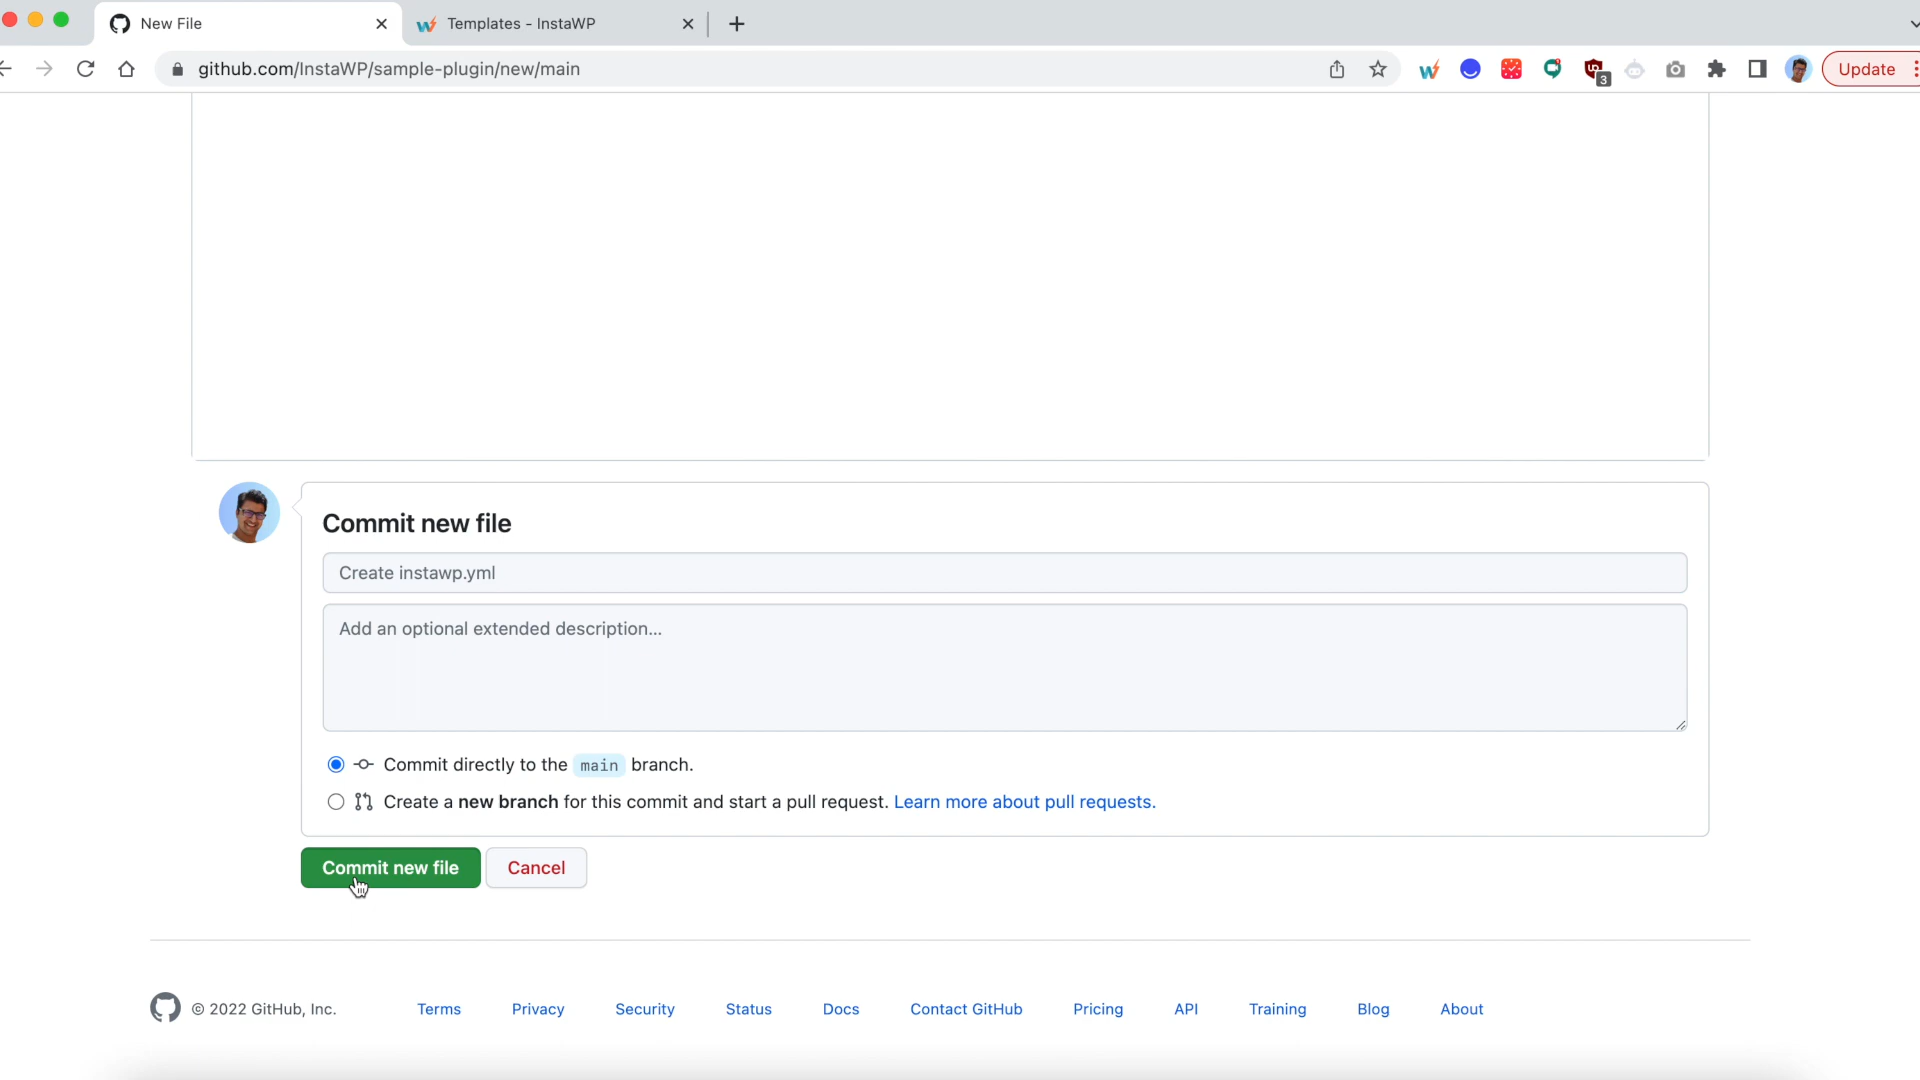 New File
Templates - InstaWP
github.com/InstaWP/sample-plugin/new/main
3
Update
Commit new file
Create instawp.yml
Add an optional extended description...
Commit directly to the main branch.
Create a new branch for this commit and start a pull request. Learn more about pull requests.
Commit new file
Cancel
© 2022 GitHub, Inc.
Terms
Privacy
Security
Status
Docs
Contact GitHub
Pricing
API
Training
Blog
About